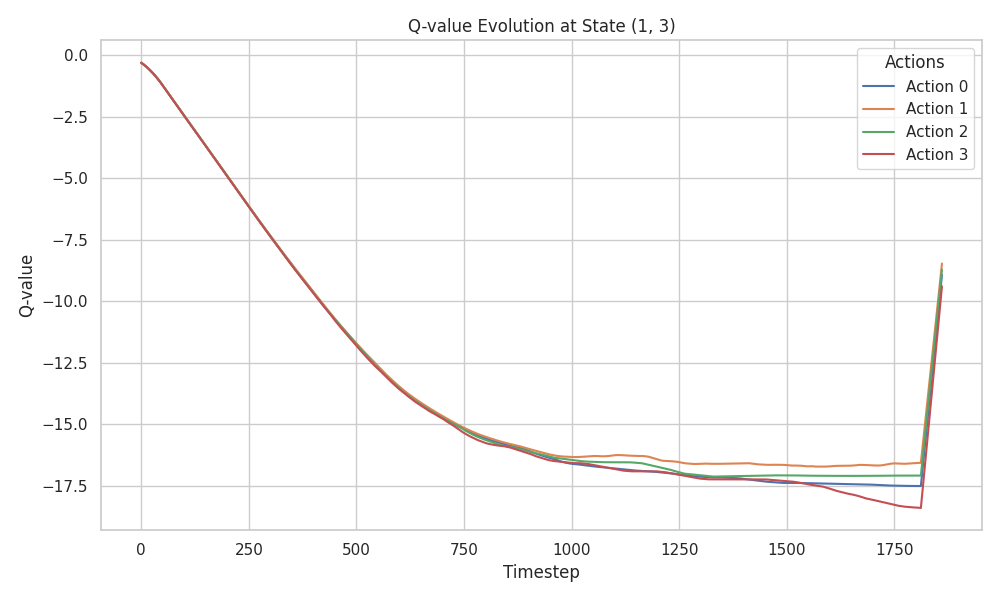 Q-value Evolution at State (1, 3)
Actions
Action 0
Action 1
Action 2
Action 3
Q-value
0.0
−2.5
−5.0
−7.5
−10.0
−12.5
−15.0
−17.5
0
250
500
750
1000
1250
1500
1750
Timestep